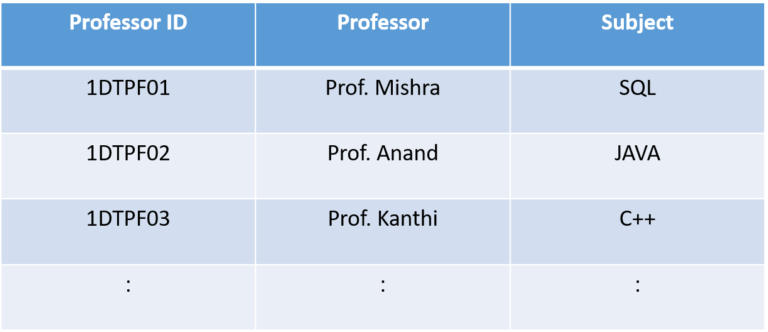 Professor ID Professor Subject
1DTPF01 Prof. Mishra SQL
1DTPF02 Prof. Anand JAVA
1DTPF03 Prof. Kanthi C++
: : :